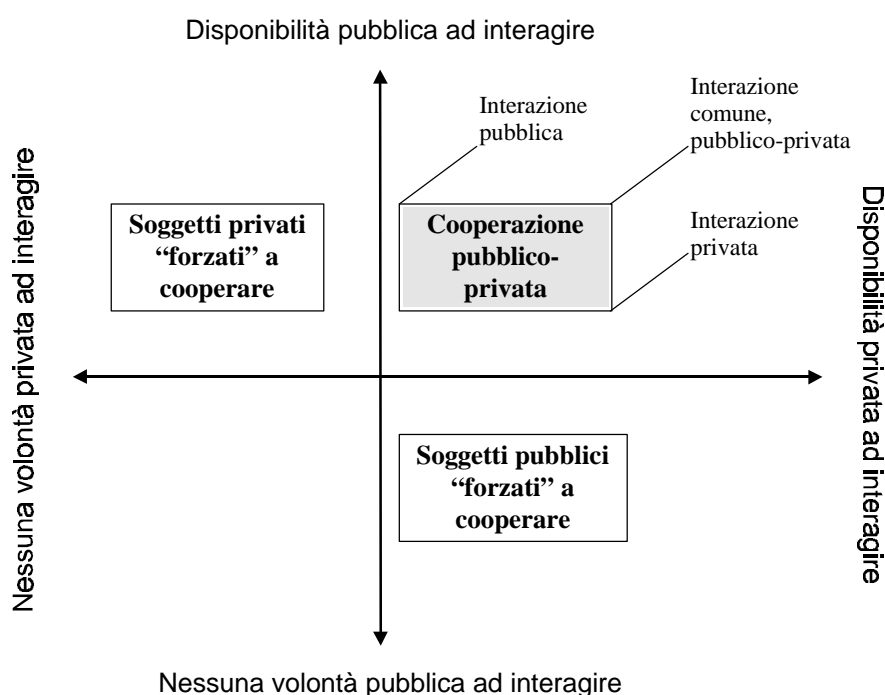 Disponibilità pubblica ad interagire
Interazione
pubblica
Interazione
comune,
pubblico-privata
Nessuna volontà privata ad interagire
Soggetti privati
“forzati” a
cooperare
Cooperazione
pubblico-
privata
Interazione
privata
Disponibilità privata ad interagire
Soggetti pubblici
“forzati” a
cooperare
Nessuna volontà pubblica ad interagire